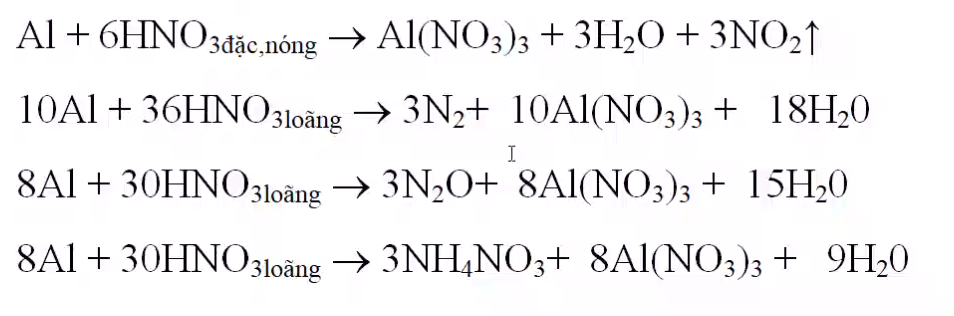 Al + 6HNO₃đặc,nóng → Al(NO₃)₃ + 3H₂O + 3NO₂↑
10Al + 36HNO₃loãng → 3N₂+ 10Al(NO₃)₃ + 18H₂0
8Al + 30HNO₃loãng → 3N₂O+ 8Al(NO₃)₃ + 15H₂0
8Al + 30HNO₃loãng → 3NH₄NO₃+ 8Al(NO₃)₃ + 9H₂0